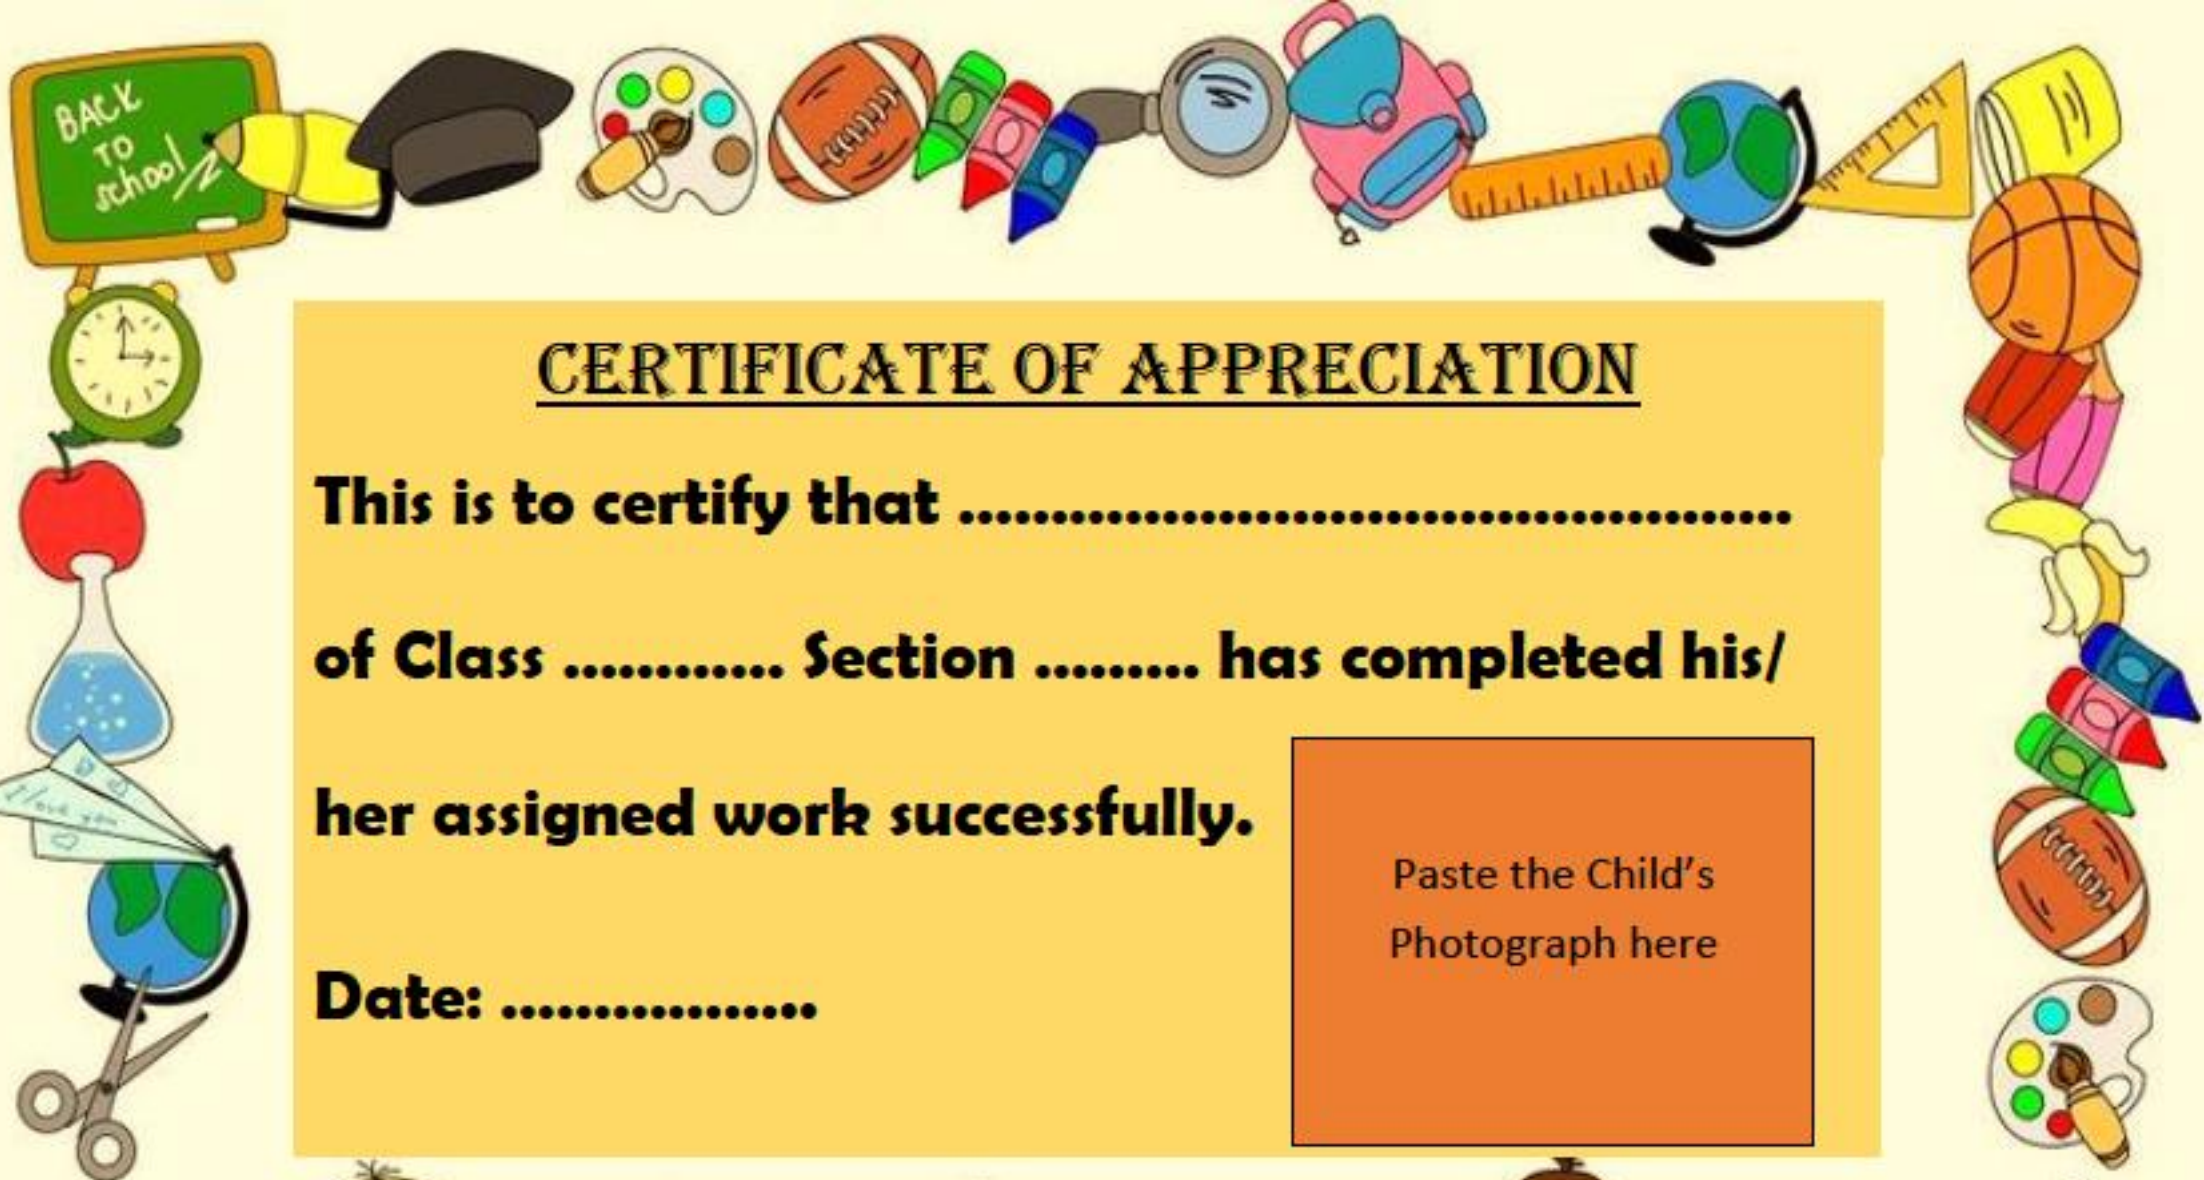 BACK
TO
school
CERTIFICATE OF APPRECIATION
This is to certify that .............................................
of Class ............ Section ......... has completed his/
her assigned work successfully.
Paste the Child's
Photograph here
Date: .................